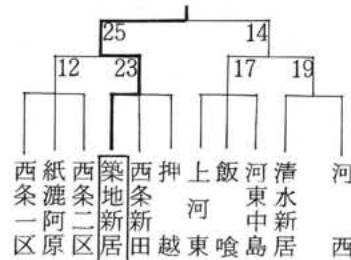 25 14
12 23 17 19
西条一区
紙漉阿原
西条二区
築地新居
西条新田
押越
上河東
飯喰
河東中島
清水新居
河西